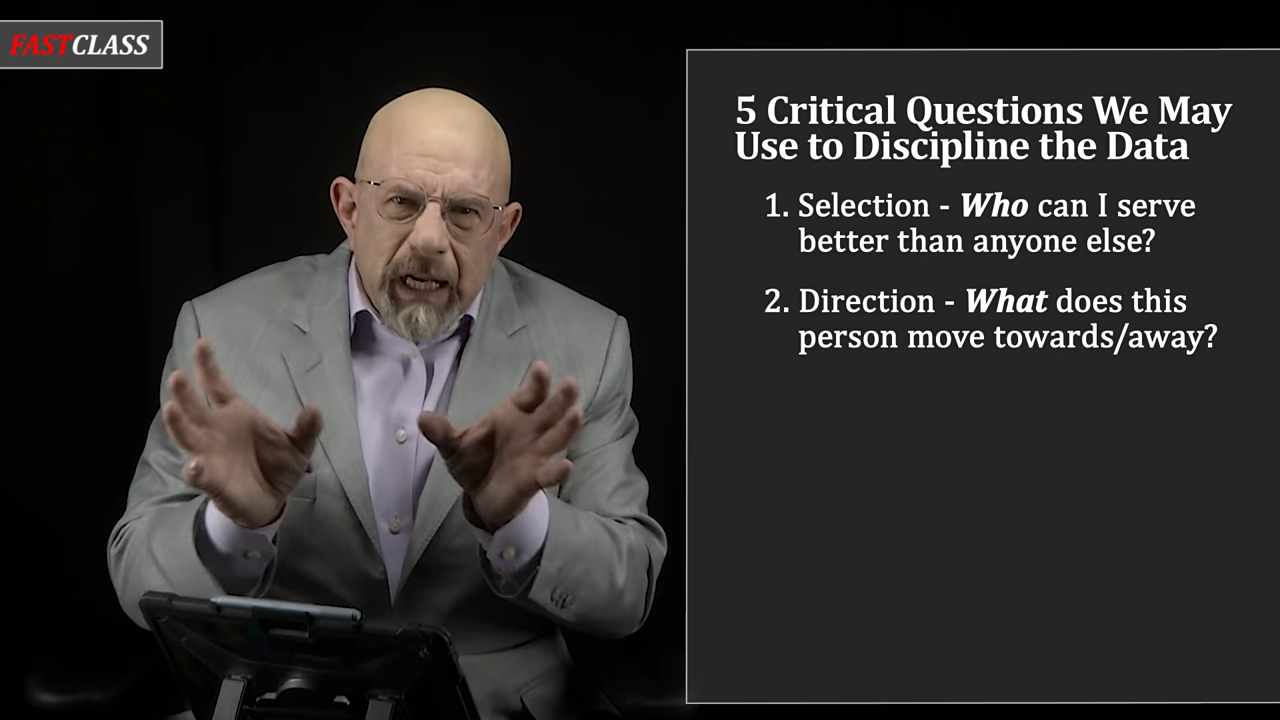 FASTCLASS
5 Critical Questions We May
Use to Discipline the Data
1. Selection - Who can I serve
better than anyone else?
2. Direction - What does this
person move towards/away?